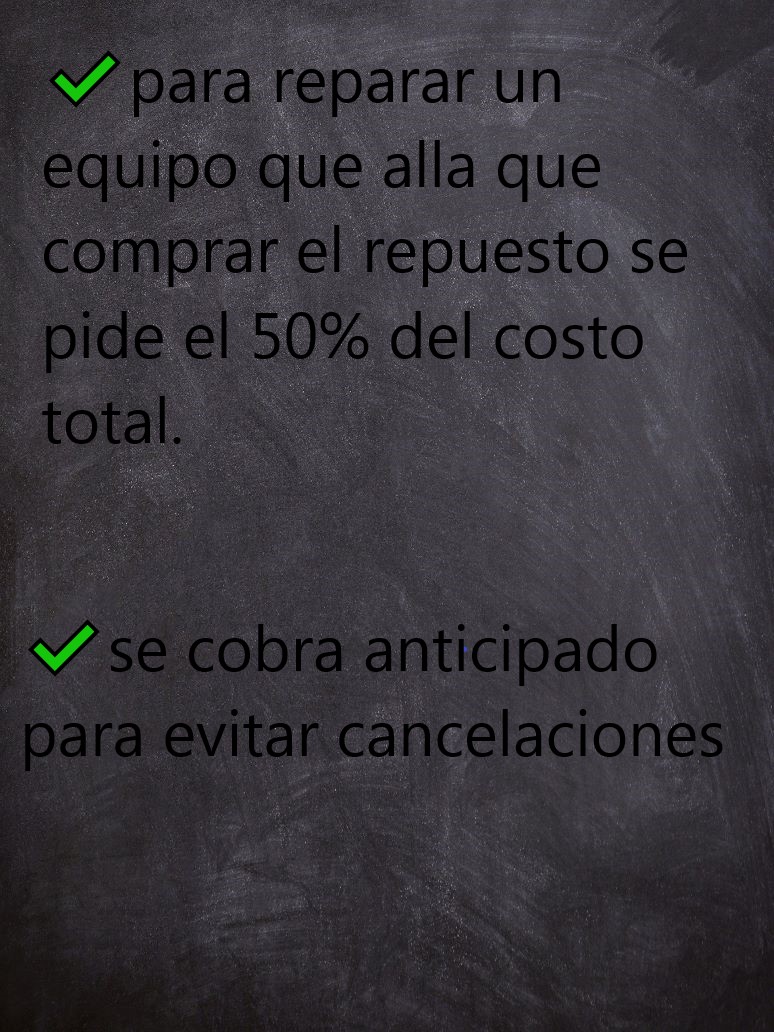 ✔para reparar un
equipo que alla que
comprar el repuesto se
pide el 50% del costo
total.
✔se cobra anticipado
para evitar cancelaciones